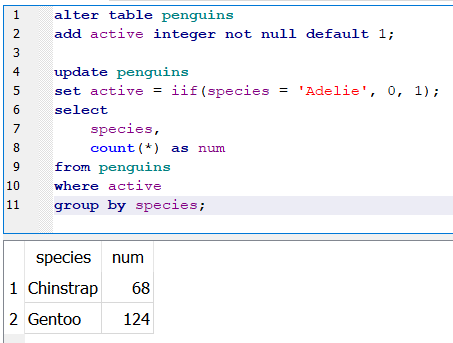 1 alter table penguins
2 add active integer not null default 1;
3
4 update penguins
5 set active = iif(species = 'Adelie', 0, 1);
6 select
7     species,
8     count(*) as num
9 from penguins
10 where active
11 group by species;
species num
1 Chinstrap 68
2 Gentoo 124